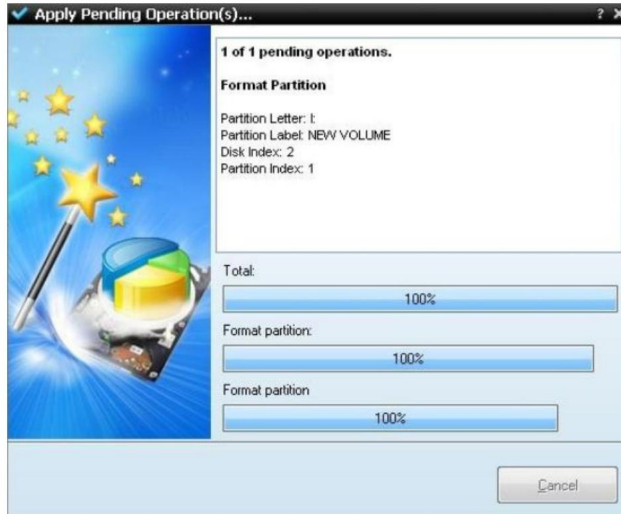 Apply Pending Operation(s)...
? X
1 of 1 pending operations.
Format Partition
Partition Letter: I:
Partition Label: NEW VOLUME
Disk Index: 2
Partition Index: 1
Total:
100%
Format partition:
100%
Format partition
100%
Cancel